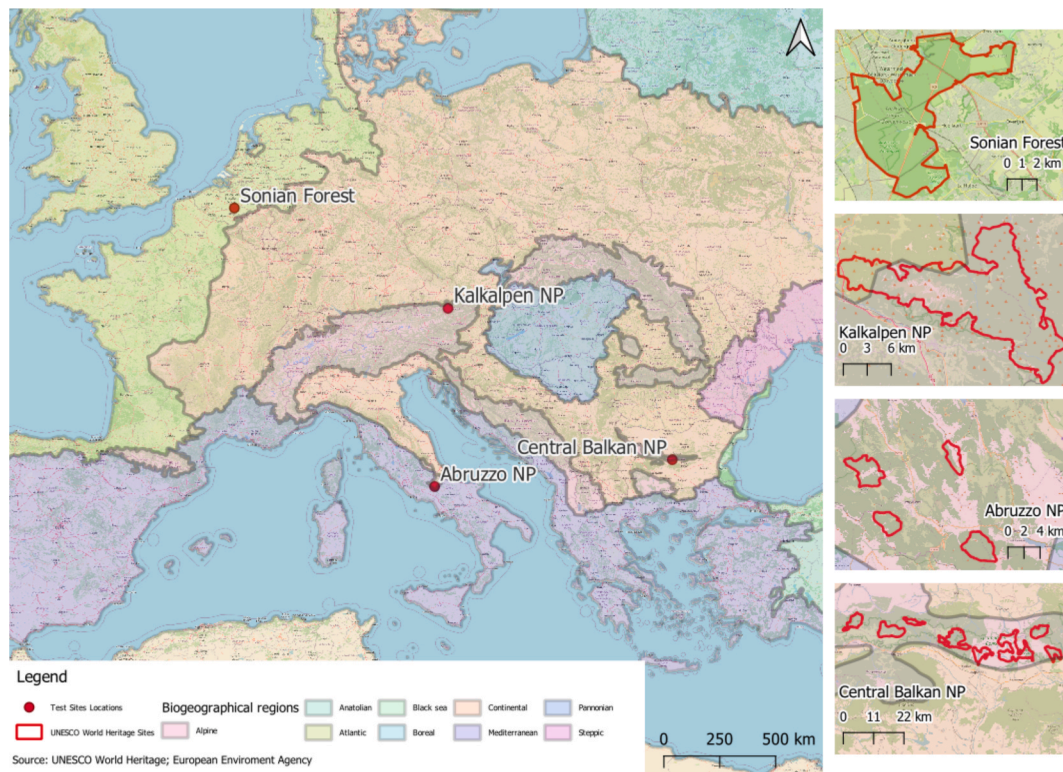 Sonian Forest
Kalkalpen NP
Central Balkan NP
Abruzzo NP
Legend
Test Sites Locations
UNESCO World Heritage Sites
Biogeographical regions
Alpine
Anatolian
Atlantic
Black sea
Boreal
Continental
Mediterranean
Pannonian
Steppic
0 250 500 km
Source: UNESCO World Heritage; European Enviroment Agency
Sonian Forest
0 1 2 km
Kalkalpen NP
0 3 6 km
Abruzzo NP
0 2 4 km
Central Balkan NP
0 11 22 km